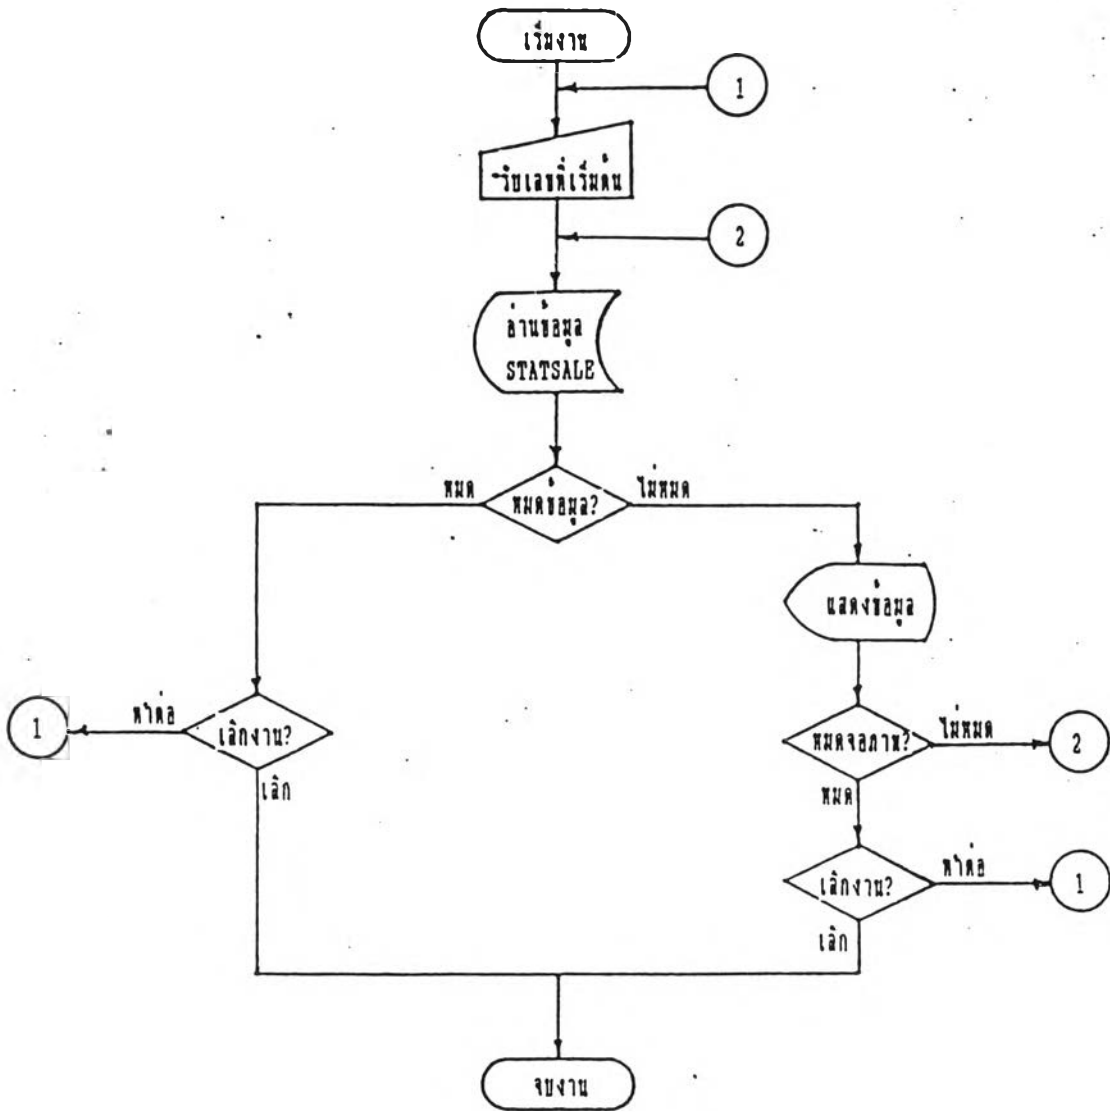 เริ่มงาน
1
รับเลขที่เริ่มต้น
2
อ่านข้อมูล
STATSALE
หมด
หมดข้อมูล?
ไม่หมด
แสดงข้อมูล
1
ทำต่อ
เลิกงาน?
เลิก
หมดจอภาพ?
ไม่หมด
2
หมด
เลิกงาน?
ทำต่อ
1
เลิก
จบงาน